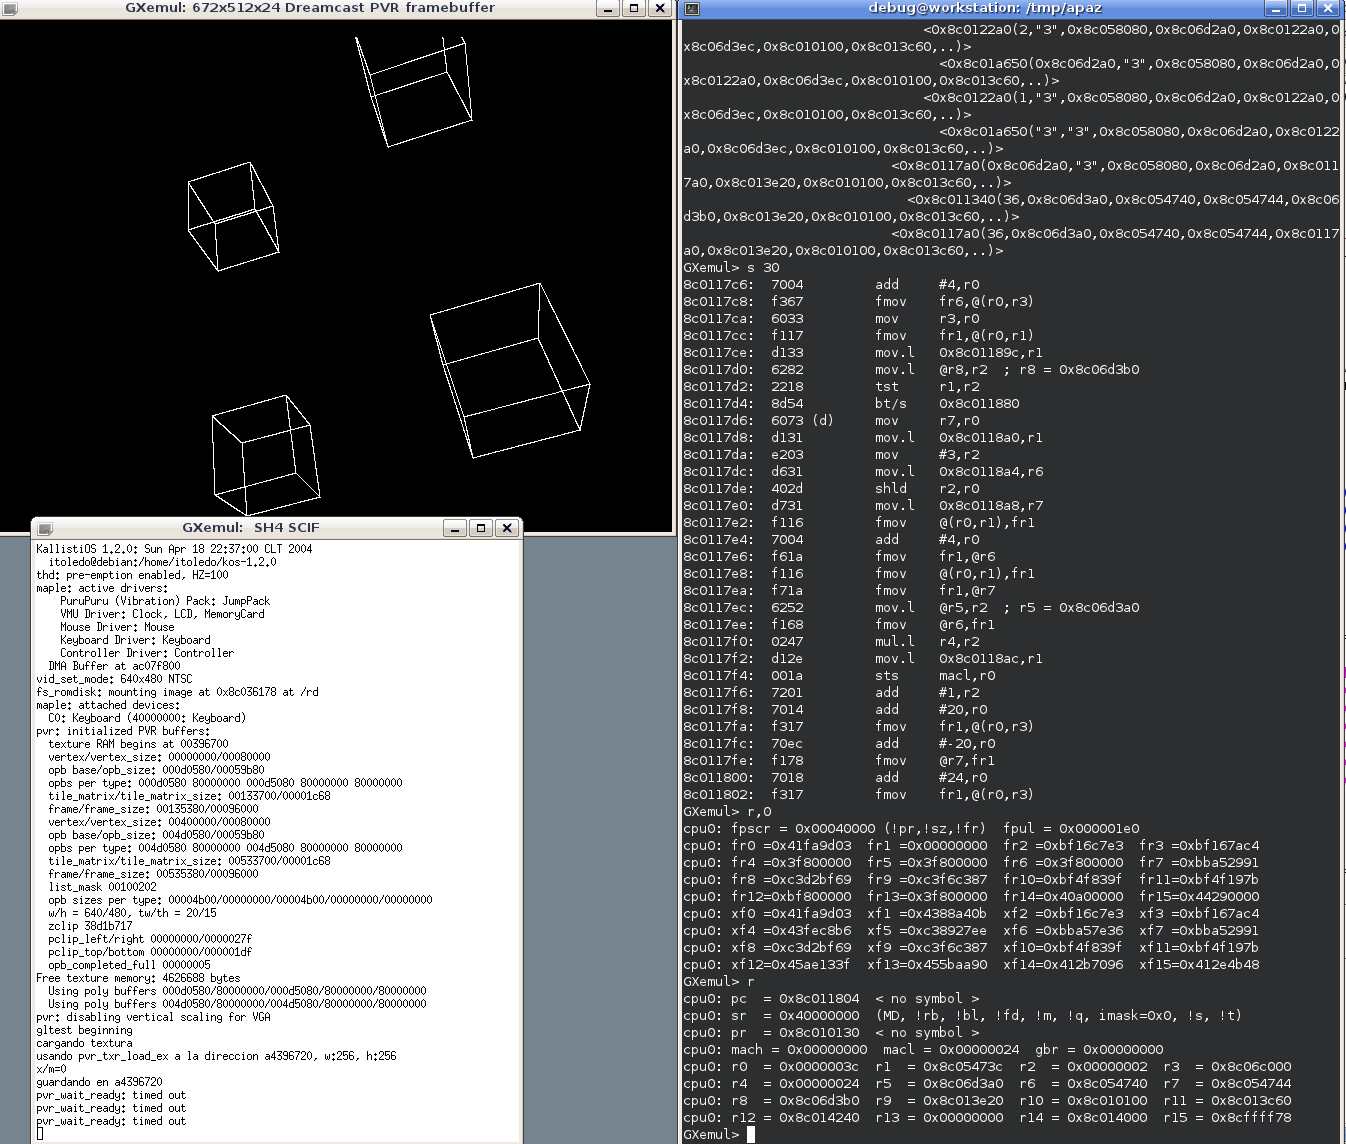 GXemul: 672x512x24 Dreamcast PVR framebuffer
GXemul:  SH4 SCIF
KallistiOS 1.2.0: Sun Apr 18 22:37:00 CLT 2004
  itoledo@debian:/home/itoledo/kos-1.2.0
thd: pre-emption enabled, HZ=100
maple: active drivers:
    PuruPuru (Vibration) Pack: JumpPack
    VMU Driver: Clock, LCD, MemoryCard
    Mouse Driver: Mouse
    Keyboard Driver: Keyboard
    Controller Driver: Controller
  DMA Buffer at ac07f800
vid_set_mode: 640x480 NTSC
fs_romdisk: mounting image at 0x8c036178 at /rd
maple: attached devices:
  C0: Keyboard (40000000: Keyboard)
pvr: initialized PVR buffers:
  texture RAM begins at 00396700
  vertex/vertex_size: 00000000/00080000
  opb base/opb_size: 000d0580/00059b80
  opbs per type: 000d0580 80000000 000d5080 80000000 80000000
  tile_matrix/tile_matrix_size: 00133700/00001c68
  frame/frame_size: 00135380/00096000
  vertex/vertex_size: 00400000/00080000
  opb base/opb_size: 004d0580/00059b80
  opbs per type: 004d0580 80000000 004d5080 80000000 80000000
  tile_matrix/tile_matrix_size: 00533700/00001c68
  frame/frame_size: 00535380/00096000
  list_mask 00100202
  opb sizes per type: 00004b00/00000000/00004b00/00000000/00000000
  w/h = 640/480, tw/th = 20/15
  zclip 38d1b717
  pclip_left/right 00000000/0000027f
  pclip_top/bottom 00000000/000001df
  opb_completed_full 00000005
Free texture memory: 4626688 bytes
  Using poly buffers 000d0580/80000000/000d5080/80000000/80000000
  Using poly buffers 004d0580/80000000/004d5080/80000000/80000000
pvr: disabling vertical scaling for VGA
gltest beginning
cargando textura
usando pvr_txr_load_ex a la direccion a4396720, w:256, h:256
x/m=0
guardando en a4396720
pvr_wait_ready: timed out
pvr_wait_ready: timed out
pvr_wait_ready: timed out
debug@workstation: /tmp/apaz
<0x8c0122a0(2,"3",0x8c058080,0x8c06d2a0,0x8c0122a0,0
x8c06d3ec,0x8c010100,0x8c013c60,..)>
<0x8c01a650(0x8c06d2a0,"3",0x8c058080,0x8c06d2a0,0
x8c0122a0,0x8c06d3ec,0x8c010100,0x8c013c60,..)>
<0x8c0122a0(1,"3",0x8c058080,0x8c06d2a0,0x8c0122a0,0
x8c06d3ec,0x8c010100,0x8c013c60,..)>
<0x8c01a650("3","3",0x8c058080,0x8c06d2a0,0x8c0122
a0,0x8c06d3ec,0x8c010100,0x8c013c60,..)>
<0x8c0117a0(0x8c06d2a0,"3",0x8c058080,0x8c06d2a0,0x8c011
7a0,0x8c013e20,0x8c010100,0x8c013c60,..)>
<0x8c011340(36,0x8c06d3a0,0x8c054740,0x8c054744,0x8c06
d3b0,0x8c013e20,0x8c010100,0x8c013c60,..)>
<0x8c0117a0(36,0x8c06d3a0,0x8c054740,0x8c054744,0x8c0117
a0,0x8c013e20,0x8c010100,0x8c013c60,..)>
GXemul> s 30
8c0117c6:  7004         add     #4,r0
8c0117c8:  f367         fmov    fr6,@(r0,r3)
8c0117ca:  6033         mov     r3,r0
8c0117cc:  f117         fmov    fr1,@(r0,r1)
8c0117ce:  d133         mov.l   0x8c01189c,r1
8c0117d0:  6282         mov.l   @r8,r2  ; r8 = 0x8c06d3b0
8c0117d2:  2218         tst     r1,r2
8c0117d4:  8d54         bt/s    0x8c011880
8c0117d6:  6073 (d)     mov     r7,r0
8c0117d8:  d131         mov.l   0x8c0118a0,r1
8c0117da:  e203         mov     #3,r2
8c0117dc:  d631         mov.l   0x8c0118a4,r6
8c0117de:  402d         shld    r2,r0
8c0117e0:  d731         mov.l   0x8c0118a8,r7
8c0117e2:  f116         fmov    @(r0,r1),fr1
8c0117e4:  7004         add     #4,r0
8c0117e6:  f61a         fmov    fr1,@r6
8c0117e8:  f116         fmov    @(r0,r1),fr1
8c0117ea:  f71a         fmov    fr1,@r7
8c0117ec:  6252         mov.l   @r5,r2  ; r5 = 0x8c06d3a0
8c0117ee:  f168         fmov    @r6,fr1
8c0117f0:  0247         mul.l   r4,r2
8c0117f2:  d12e         mov.l   0x8c0118ac,r1
8c0117f4:  001a         sts     macl,r0
8c0117f6:  7201         add     #1,r2
8c0117f8:  7014         add     #20,r0
8c0117fa:  f317         fmov    fr1,@(r0,r3)
8c0117fc:  70ec         add     #-20,r0
8c0117fe:  f178         fmov    @r7,fr1
8c011800:  7018         add     #24,r0
8c011802:  f317         fmov    fr1,@(r0,r3)
GXemul> r,0
cpu0: fpscr = 0x00040000 (!pr,!sz,!fr)  fpul = 0x000001e0
cpu0: fr0 =0x41fa9d03  fr1 =0x00000000  fr2 =0xbf16c7e3  fr3 =0xbf167ac4
cpu0: fr4 =0x3f800000  fr5 =0x3f800000  fr6 =0x3f800000  fr7 =0xbba52991
cpu0: fr8 =0xc3d2bf69  fr9 =0xc3f6c387  fr10=0xbf4f839f  fr11=0xbf4f197b
cpu0: fr12=0xbf800000  fr13=0x3f800000  fr14=0x40a00000  fr15=0x44290000
cpu0: xf0 =0x41fa9d03  xf1 =0x4388a40b  xf2 =0xbf16c7e3  xf3 =0xbf167ac4
cpu0: xf4 =0x43fec8b6  xf5 =0xc38927ee  xf6 =0xbba57e36  xf7 =0xbba52991
cpu0: xf8 =0xc3d2bf69  xf9 =0xc3f6c387  xf10=0xbf4f839f  xf11=0xbf4f197b
cpu0: xf12=0x45ae133f  xf13=0x455baa90  xf14=0x412b7096  xf15=0x412e4b48
GXemul> r
cpu0: pc  = 0x8c011804  < no symbol >
cpu0: sr  = 0x40000000  (MD, !rb, !bl, !fd, !m, !q, imask=0x0, !s, !t)
cpu0: pr  = 0x8c010130  < no symbol >
cpu0: mach = 0x00000000  macl = 0x00000024  gbr = 0x00000000
cpu0: r0  = 0x0000003c  r1  = 0x8c05473c  r2  = 0x00000002  r3  = 0x8c06c000
cpu0: r4  = 0x00000024  r5  = 0x8c06d3a0  r6  = 0x8c054740  r7  = 0x8c054744
cpu0: r8  = 0x8c06d3b0  r9  = 0x8c013e20  r10 = 0x8c010100  r11 = 0x8c013c60
cpu0: r12 = 0x8c014240  r13 = 0x00000000  r14 = 0x8c014000  r15 = 0x8cffff78
GXemul>